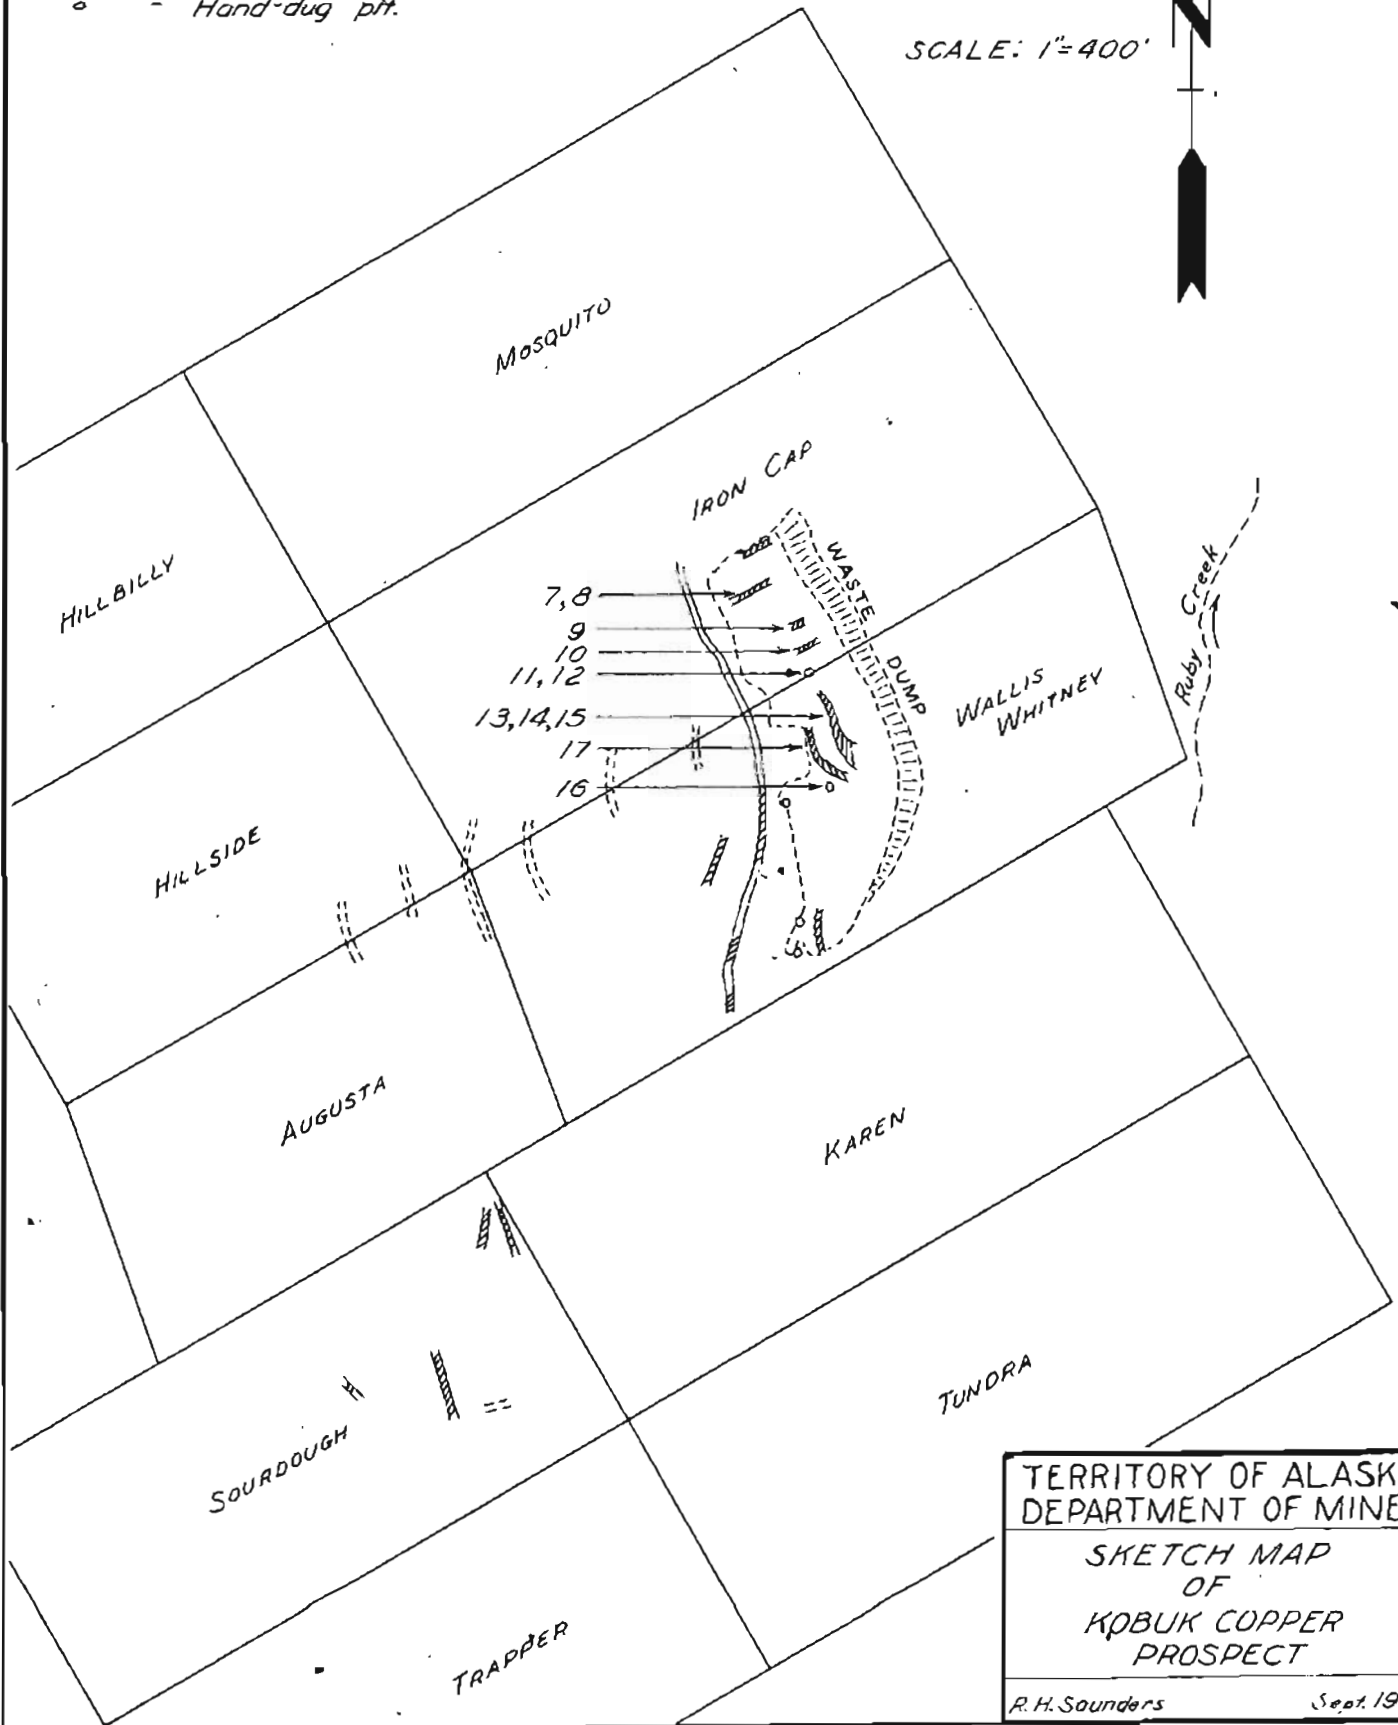 o - Hand-dug pit.
N
SCALE: 1"=400'
MOSQUITO
IRON CAP
HILLBILLY
WASTE DUMP
Ruby Creek
7,8
9
10
11,12
13,14,15
17
16
WALLIS
WHITNEY
HILLSIDE
AUGUSTA
KAREN
TUNDRA
SOURDOUGH
TRAPPER
TERRITORY OF ALASK
DEPARTMENT OF MINE
SKETCH MAP
OF
KOBUK COPPER
PROSPECT
R.H. Saunders Sept. 19